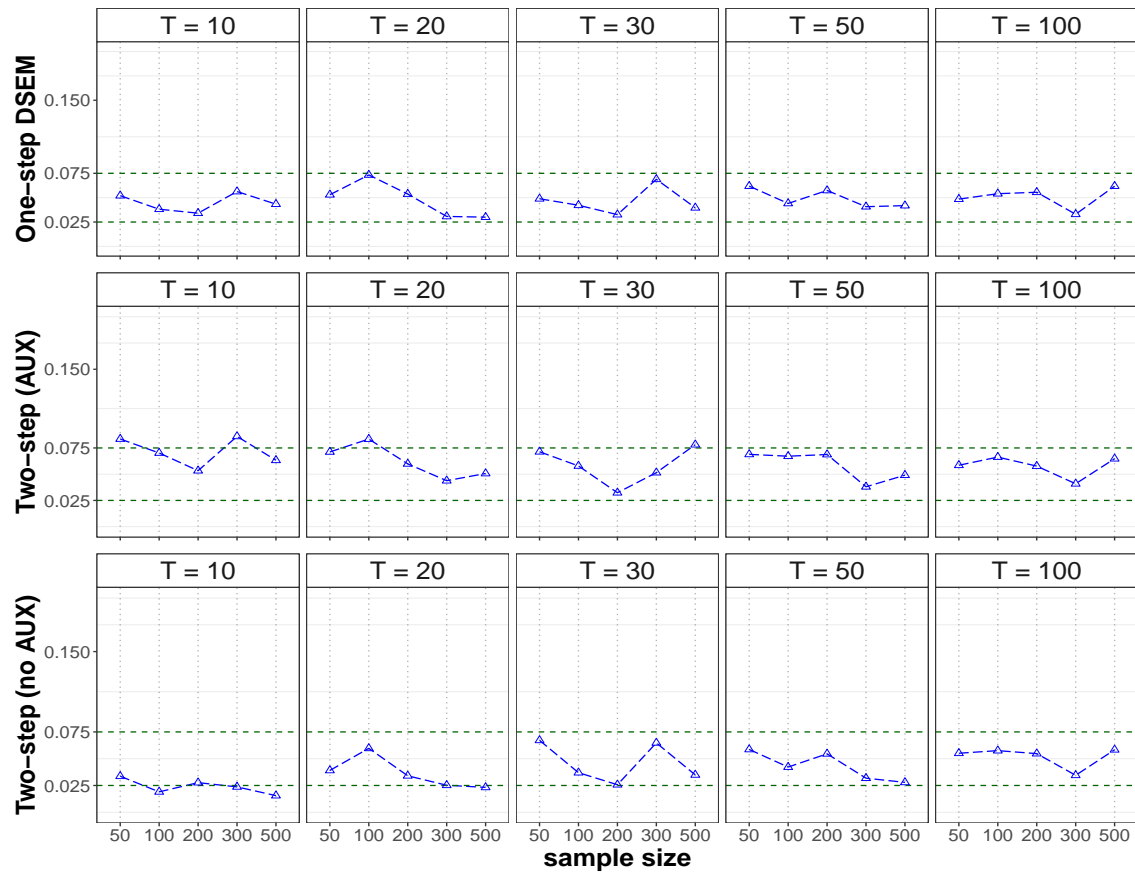 T = 10 T = 20 T = 30 T = 50 T = 100
One−step DSEM
0.150
0.075
0.025
T = 10 T = 20 T = 30 T = 50 T = 100
Two−step (AUX)
0.150
0.075
0.025
T = 10 T = 20 T = 30 T = 50 T = 100
Two−step (no AUX)
0.150
0.075
0.025
50 100 200 300 500 50 100 200 300 500 50 100 200 300 500 50 100 200 300 500 50 100 200 300 500
sample size